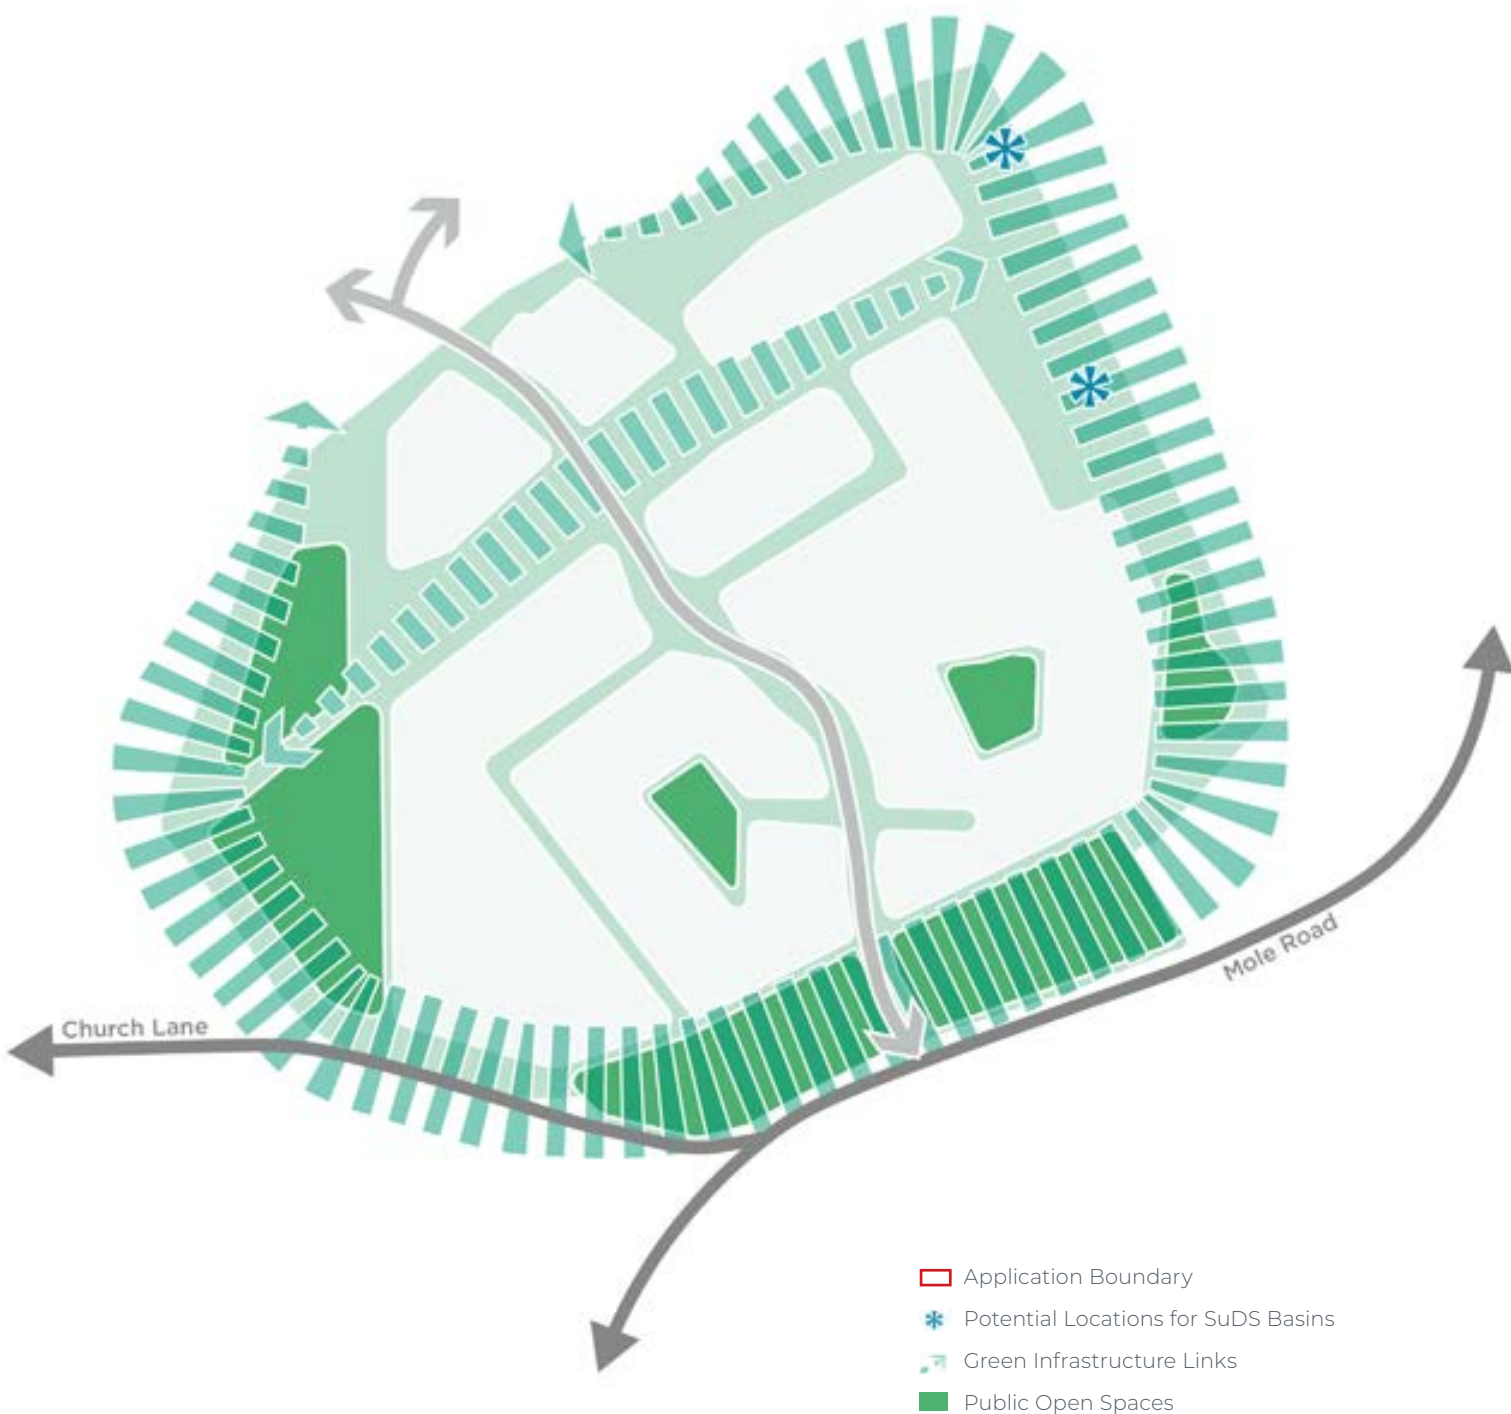 Mole Road
Church Lane
Application Boundary
Potential Locations for SuDS Basins
Green Infrastructure Links
Public Open Spaces